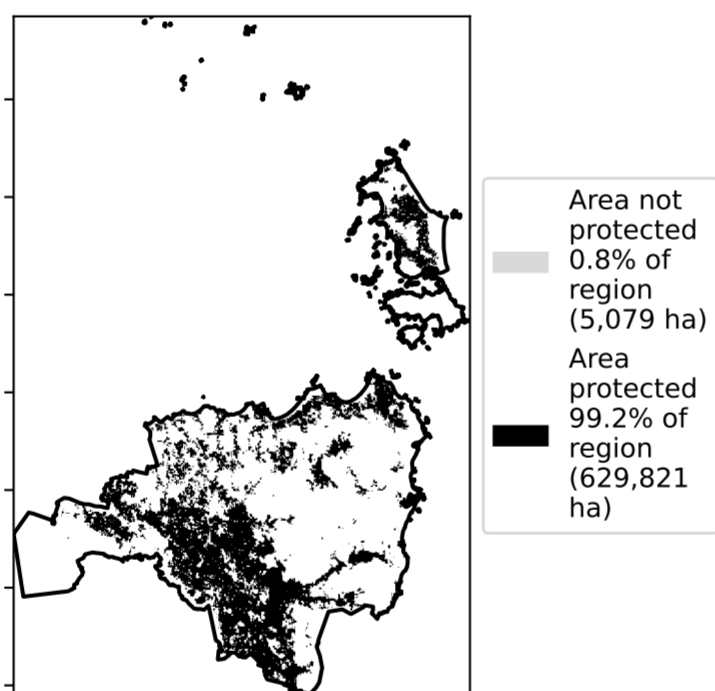 Area not
protected
0.8% of
region
(5,079 ha)
Area
protected
99.2% of
region
(629,821
ha)